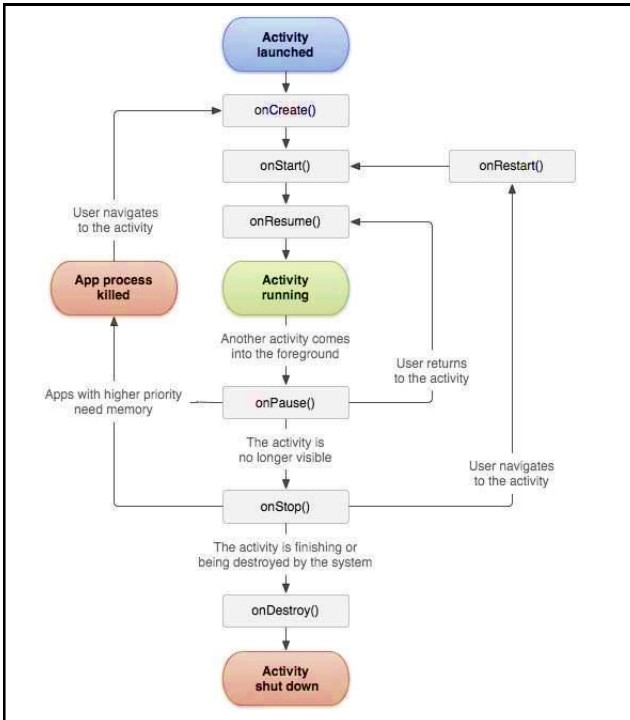 Activity
launched
onCreate()
onStart()
onRestart()
User navigates
to the activity
onResume()
App process
killed
Activity
running
Another activity comes
into the foreground
User returns
to the activity
Apps with higher priority
need memory
onPause()
The activity is
no longer visible
User navigates
to the activity
onStop()
The activity is finishing or
being destroyed by the system
onDestroy()
Activity
shut down